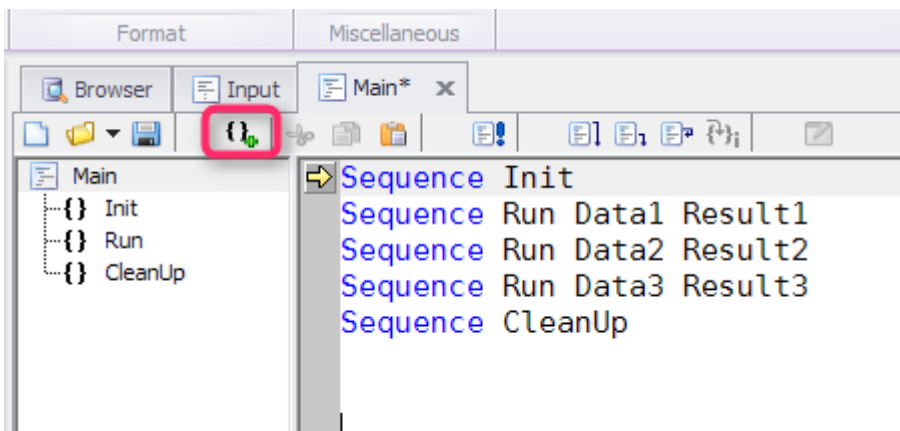 Format Miscellaneous
Browser Input Main*
Main
{} Init
{} Run
{} CleanUp
Sequence Init
Sequence Run Data1 Result1
Sequence Run Data2 Result2
Sequence Run Data3 Result3
Sequence CleanUp